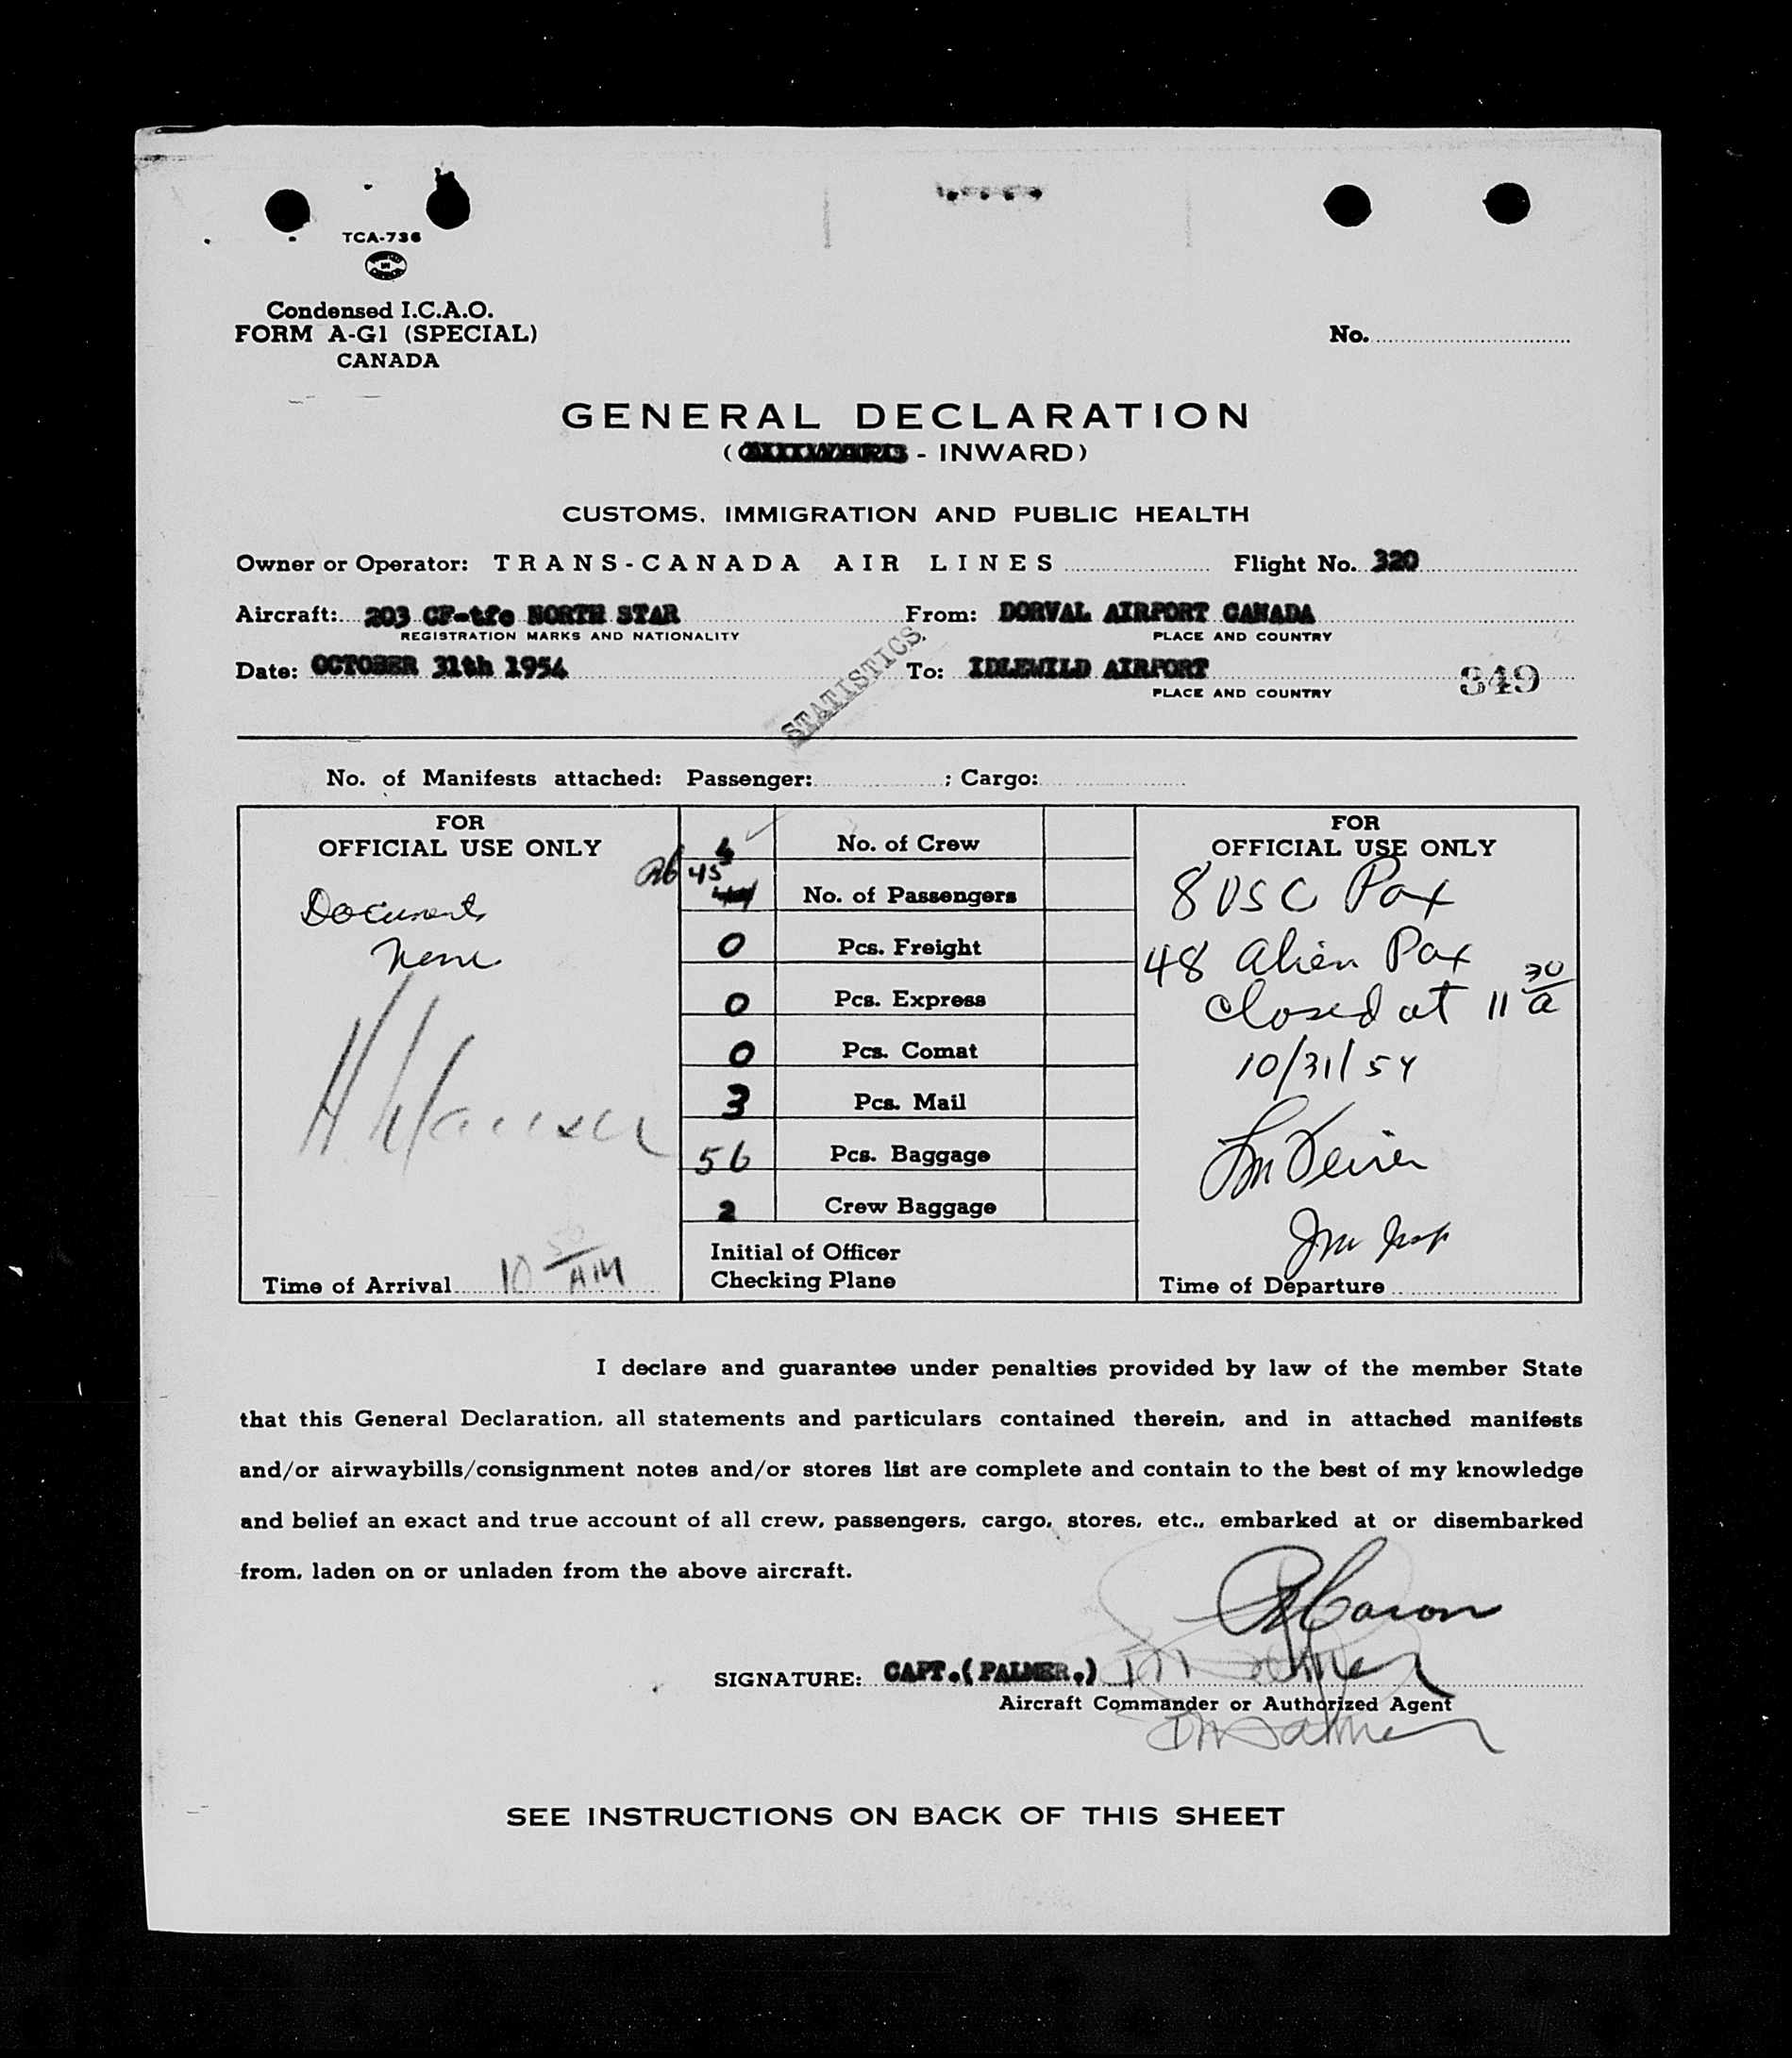 TCA-736
Condensed I.C.A.O.
FORM A-G1 (SPECIAL)
CANADA
No.
GENERAL DECLARATION
( - INWARD)
CUSTOMS, IMMIGRATION AND PUBLIC HEALTH
Owner or Operator: TRANS-CANADA AIR LINES Flight No. 320
Aircraft: 203 CF-tfc NORTH STAR From: DORVAL AIRPORT CANADA
REGISTRATION MARKS AND NATIONALITY PLACE AND COUNTRY
Date: OCTOBER 31th 1954 To: IDLEWILD AIRPORT 349
PLACE AND COUNTRY
STATISTICS
No. of Manifests attached: Passenger: ; Cargo:
FOR
OFFICIAL USE ONLY
Documents
None
Time of Arrival 10 50 AM
No. of Crew
45 No. of Passengers
0 Pcs. Freight
0 Pcs. Express
0 Pcs. Comat
3 Pcs. Mail
56 Pcs. Baggage
2 Crew Baggage
Initial of Officer
Checking Plane
FOR
OFFICIAL USE ONLY
8 USC Pax
48 Alien Pax
Closed at 11 30 a
10/31/54
Imm Insp
Time of Departure
I declare and guarantee under penalties provided by law of the member State
that this General Declaration, all statements and particulars contained therein, and in attached manifests
and/or airwaybills/consignment notes and/or stores list are complete and contain to the best of my knowledge
and belief an exact and true account of all crew, passengers, cargo, stores, etc., embarked at or disembarked
from, laden on or unladen from the above aircraft.
Caron
SIGNATURE: CAPT.(PALMER.)
Aircraft Commander or Authorized Agent
Palmer
SEE INSTRUCTIONS ON BACK OF THIS SHEET